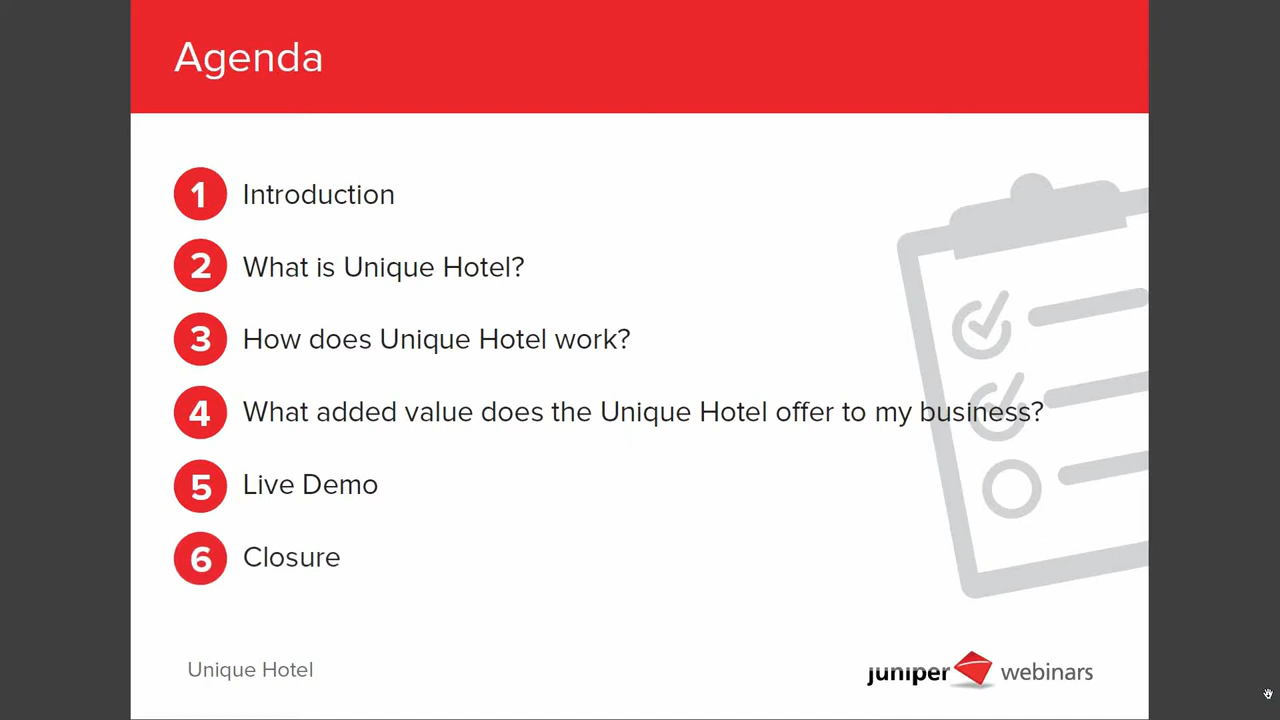 Agenda
1 Introduction
2 What is Unique Hotel?
3 How does Unique Hotel work?
4 What added value does the Unique Hotel offer to my business?
5 Live Demo
6 Closure
Unique Hotel
juniper webinars